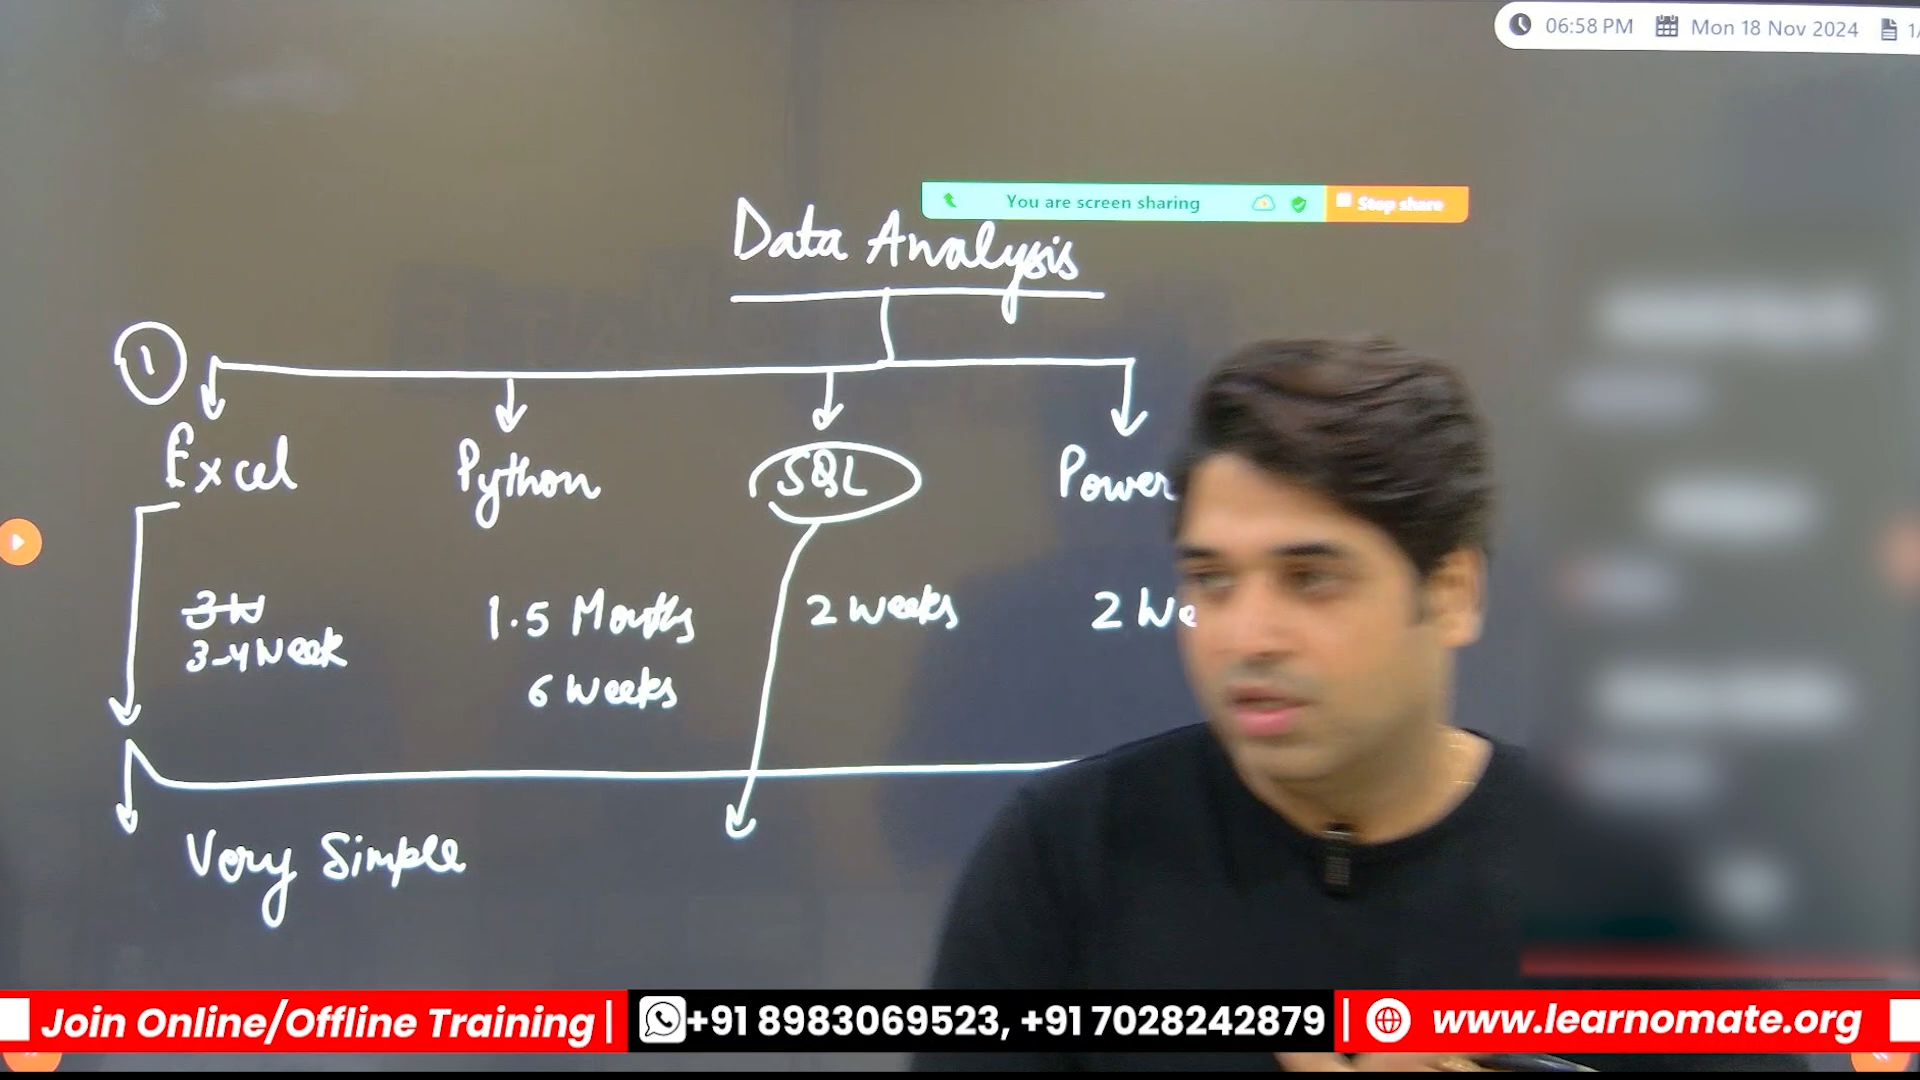 06:58 PM Mon 18 Nov 2024 1/
You are screen sharing Stop share
Data Analysis
1
Excel Python SQL Power
3W 1.5 Months 2 Weeks 2 We
3-4 Week
6 Weeks
Very Simple
Join Online/Offline Training | +91 8983069523, +91 7028242879 | www.learnomate.org